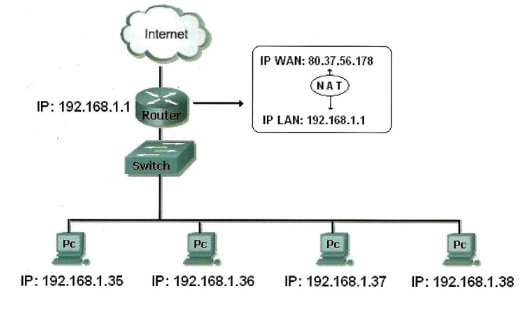 Internet
IP WAN: 80.37.56.178
NAT
IP LAN: 192.168.1.1
IP: 192.168.1.1
Router
Switch
Pc
Pc
Pc
Pc
IP: 192.168.1.35
IP: 192.168.1.36
IP: 192.168.1.37
IP: 192.168.1.38